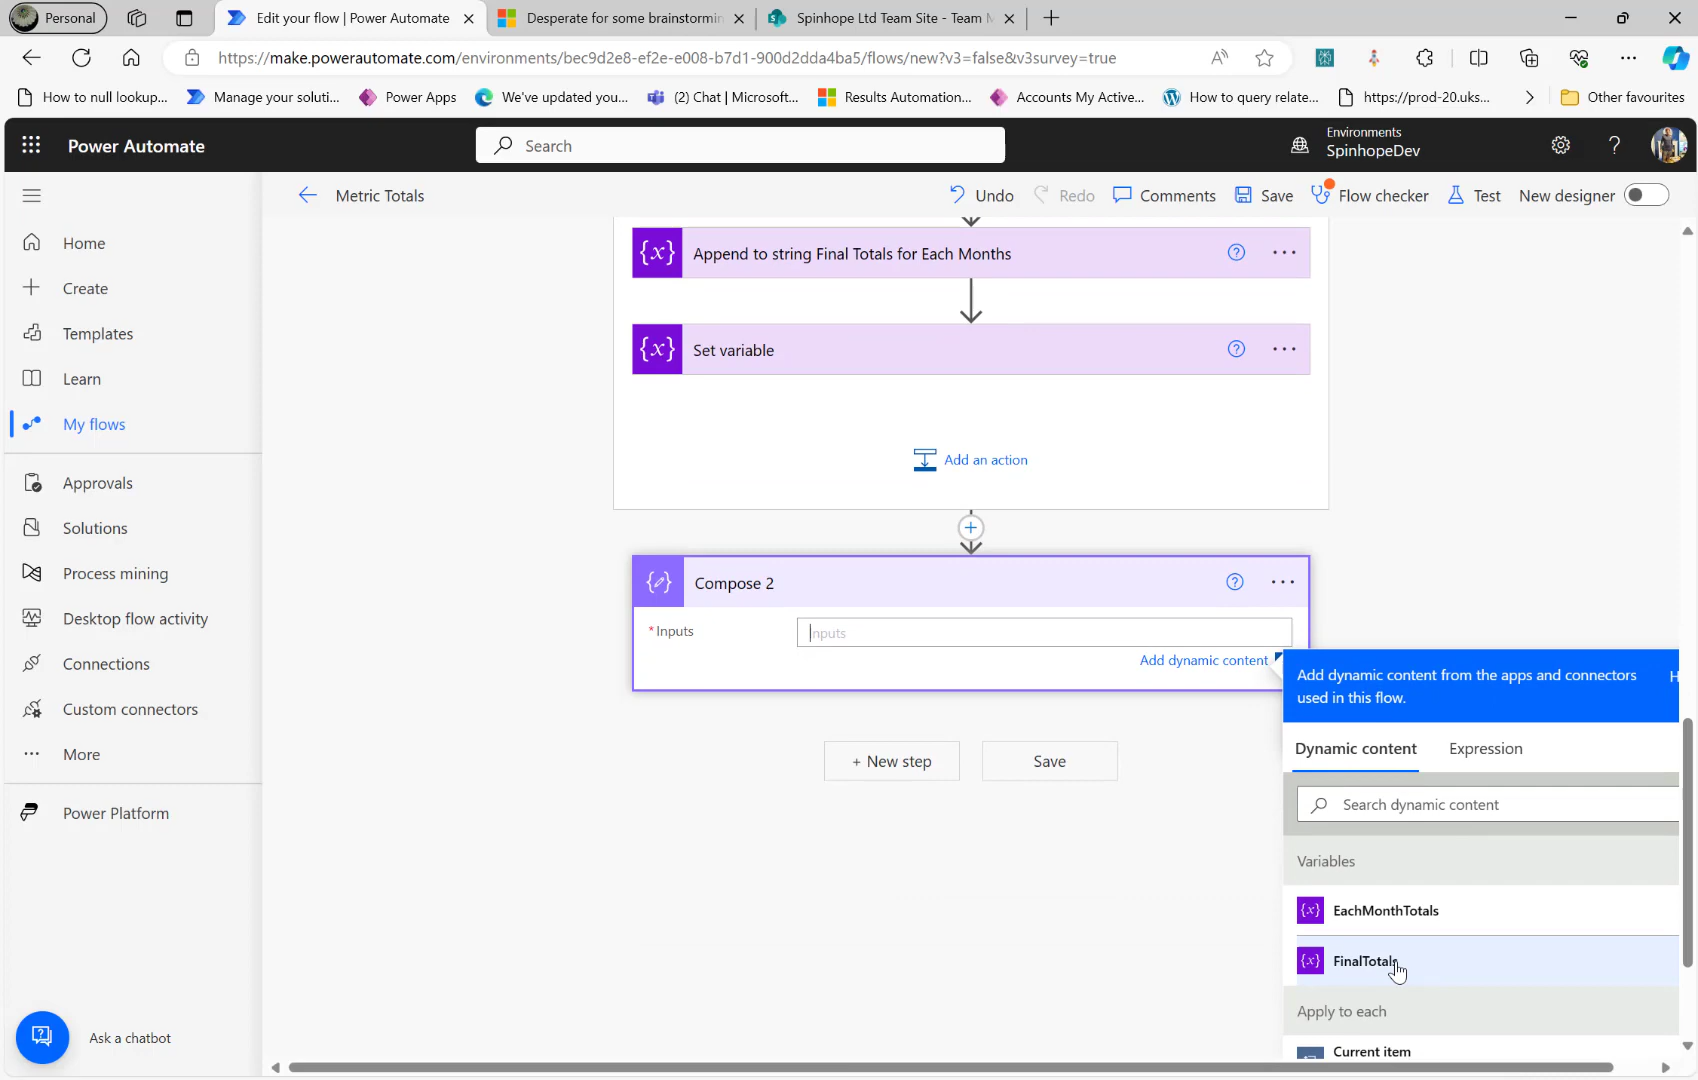 Personal
Edit your flow | Power Automate
Desperate for some brainstormin
Spinhope Ltd Team Site - Team M
https://make.powerautomate.com/environments/bec9d2e8-ef2e-e008-b7d1-900d2dda4ba5/flows/new?v3=false&v3survey=true
How to null lookup...
Manage your soluti...
Power Apps
We've updated you...
(2) Chat | Microsoft...
Results Automation...
Accounts My Active...
How to query relate...
https://prod-20.uks...
Other favourites
Power Automate
Search
Environments
SpinhopeDev
Metric Totals
Undo
Redo
Comments
Save
Flow checker
Test
New designer
Home
Create
Templates
Learn
My flows
Approvals
Solutions
Process mining
Desktop flow activity
Connections
Custom connectors
More
Power Platform
Ask a chatbot
{x} Append to string Final Totals for Each Months
{x} Set variable
Add an action
Compose 2
* Inputs
Inputs
Add dynamic content
+ New step
Save
Add dynamic content from the apps and connectors
used in this flow.
H
Dynamic content
Expression
Search dynamic content
Variables
{x} EachMonthTotals
{x} FinalTotals
Apply to each
Current item